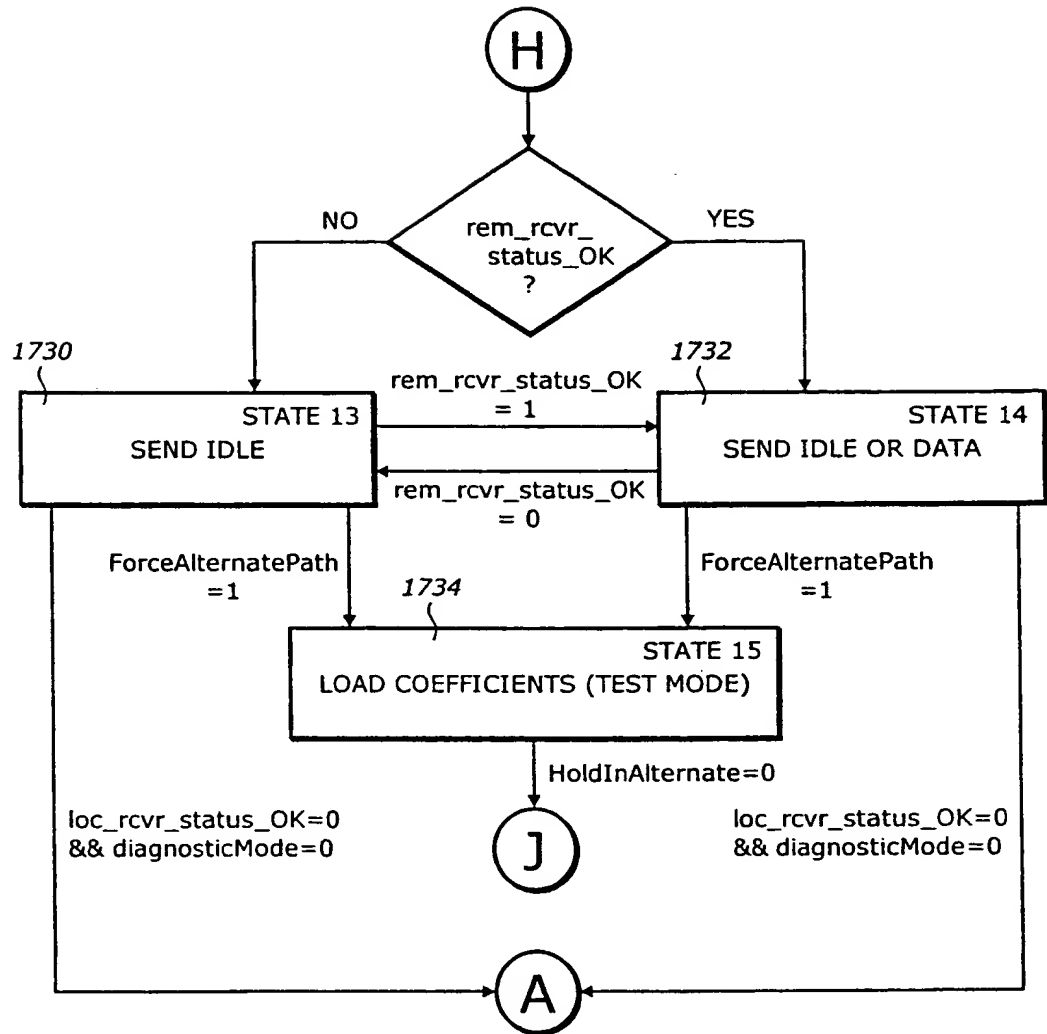 H
NO
YES
rem_rcvr_
status_OK
?
1730
1732
rem_rcvr_status_OK
= 1
STATE 13
SEND IDLE
STATE 14
SEND IDLE OR DATA
rem_rcvr_status_OK
= 0
ForceAlternatePath
=1
ForceAlternatePath
=1
1734
STATE 15
LOAD COEFFICIENTS (TEST MODE)
HoldInAlternate=0
loc_rcvr_status_OK=0
&& diagnosticMode=0
J
loc_rcvr_status_OK=0
&& diagnosticMode=0
A